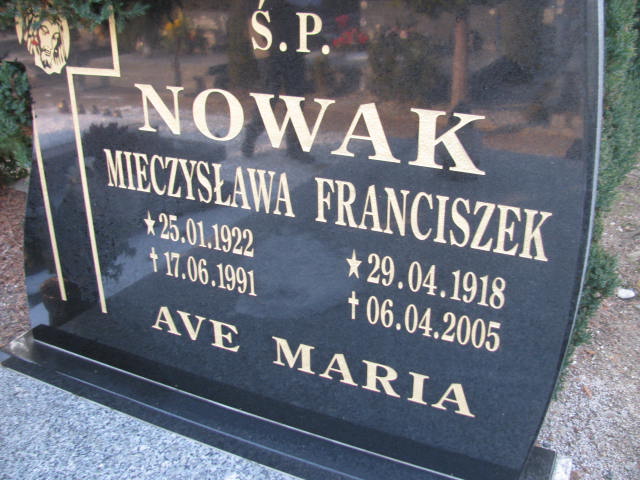 Ś.P.
NOWAK
MIECZYSŁAWA FRANCISZEK
★25.01.1922 ★29.04.1918
✝17.06.1991 ✝06.04.2005
AVE MARIA